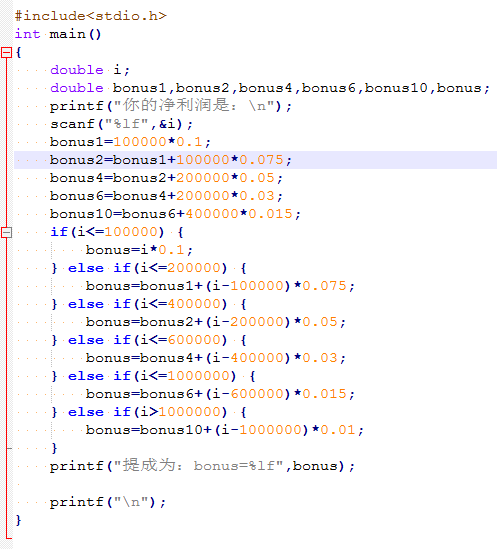 #include<stdio.h>
int main()
{
    double i;
    double bonus1,bonus2,bonus4,bonus6,bonus10,bonus;
    printf("你的净利润是：\n");
    scanf("%lf",&i);
    bonus1=100000*0.1;
    bonus2=bonus1+100000*0.075;
    bonus4=bonus2+200000*0.05;
    bonus6=bonus4+200000*0.03;
    bonus10=bonus6+400000*0.015;
    if(i<=100000) {
        bonus=i*0.1;
    } else if(i<=200000) {
        bonus=bonus1+(i-100000)*0.075;
    } else if(i<=400000) {
        bonus=bonus2+(i-200000)*0.05;
    } else if(i<=600000) {
        bonus=bonus4+(i-400000)*0.03;
    } else if(i<=1000000) {
        bonus=bonus6+(i-600000)*0.015;
    } else if(i>1000000) {
        bonus=bonus10+(i-1000000)*0.01;
    }
    printf("提成为：bonus=%lf",bonus);
    printf("\n");
}